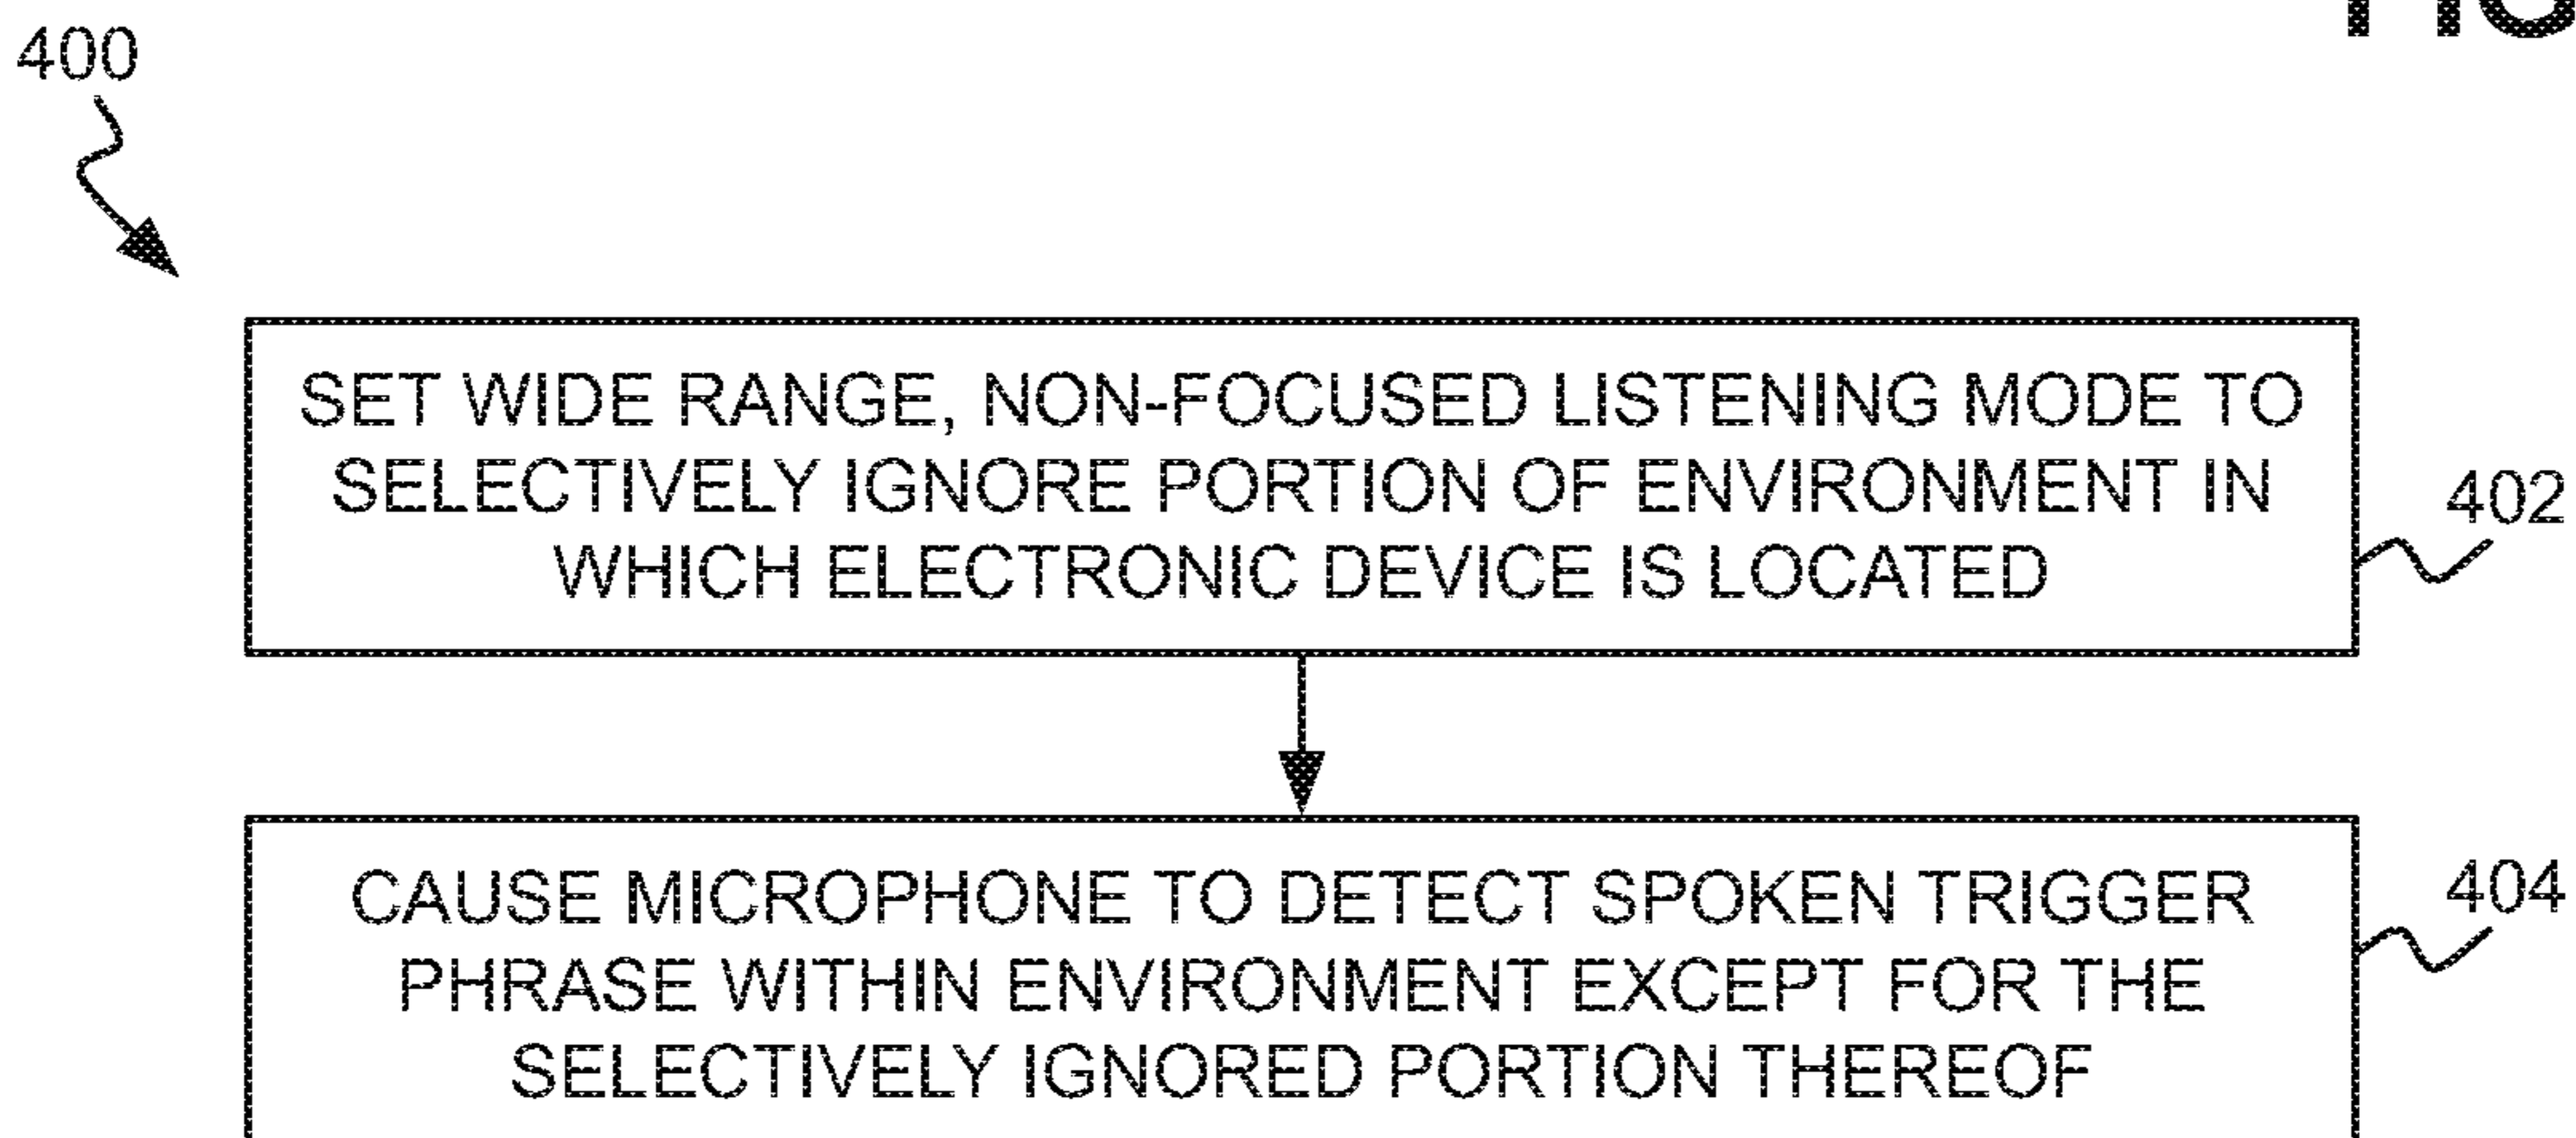 400
SET WIDE RANGE, NON-FOCUSED LISTENING MODE TO
SELECTIVELY IGNORE PORTION OF ENVIRONMENT IN
WHICH ELECTRONIC DEVICE IS LOCATED
402
CAUSE MICROPHONE TO DETECT SPOKEN TRIGGER
PHRASE WITHIN ENVIRONMENT EXCEPT FOR THE
SELECTIVELY IGNORED PORTION THEREOF
404